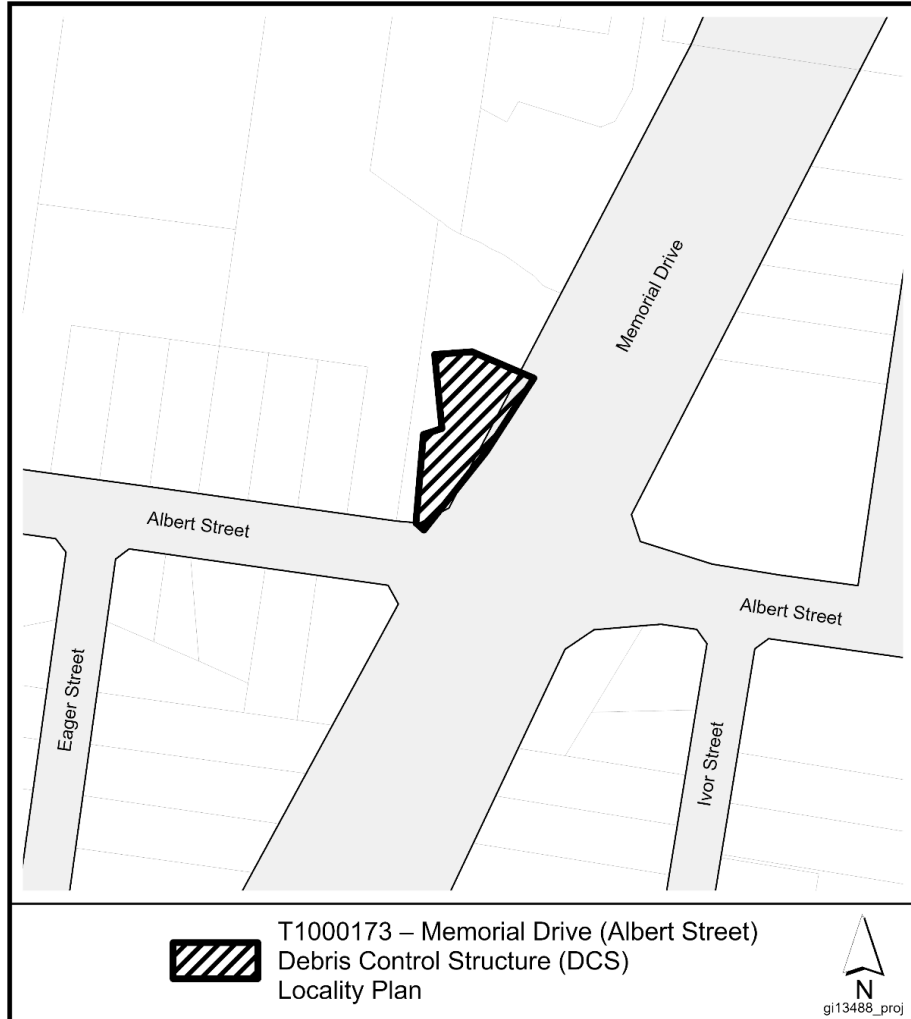 Memorial Drive
Albert Street
Albert Street
Eager Street
Ivor Street
T1000173 – Memorial Drive (Albert Street)
Debris Control Structure (DCS)
Locality Plan
N
gi13488_proj